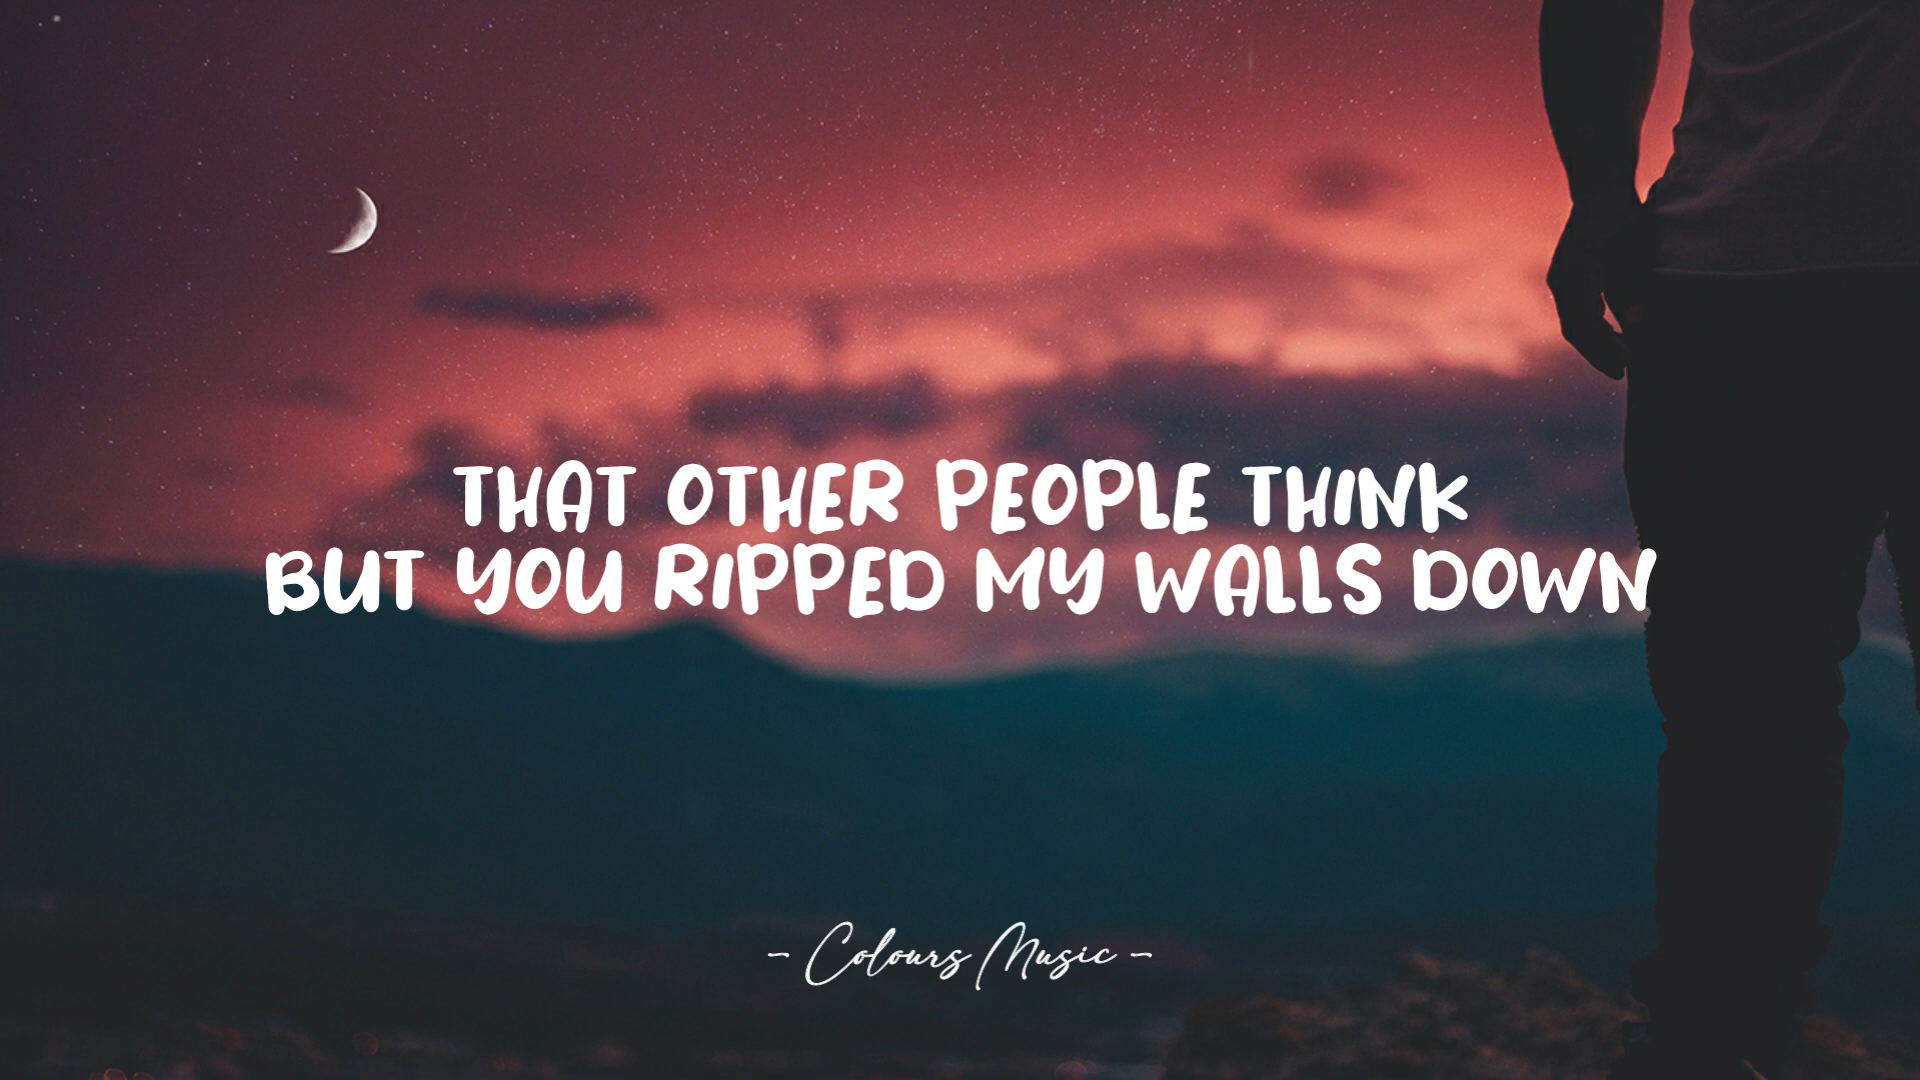 THAT OTHER PEOPLE THINK
BUT YOU RIPPED MY WALLS DOWN
- Colours Music -